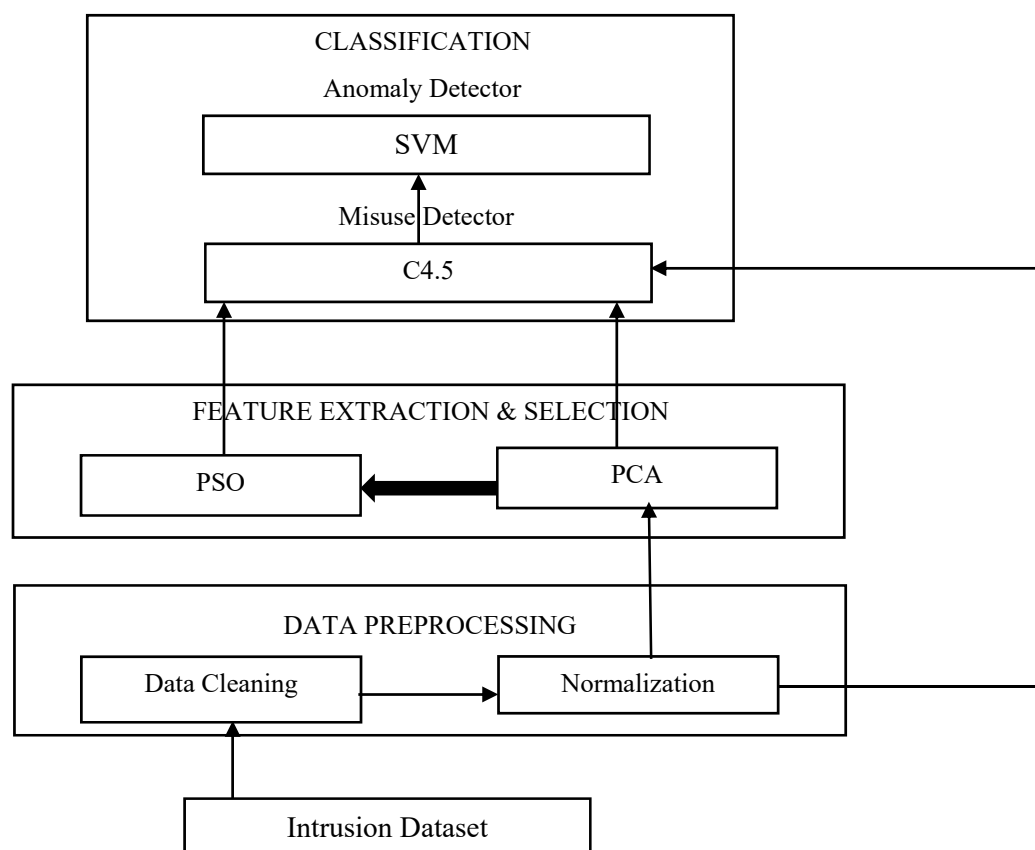 CLASSIFICATION
Anomaly Detector
SVM
Misuse Detector
C4.5
FEATURE EXTRACTION & SELECTION
PSO
PCA
DATA PREPROCESSING
Data Cleaning
Normalization
Intrusion Dataset